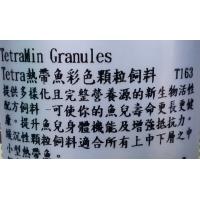 TetraMin Granules
Tetra熱帶魚彩色顆粒飼料 T163
提供多樣化且完整營養源的新生物活性
配方飼料-可使你的魚兒壽命更長更健
康。提升魚兒身體機能及增強抵抗力。
緩沉性顆粒飼料適合所有上中下層之中
小型熱帶魚。